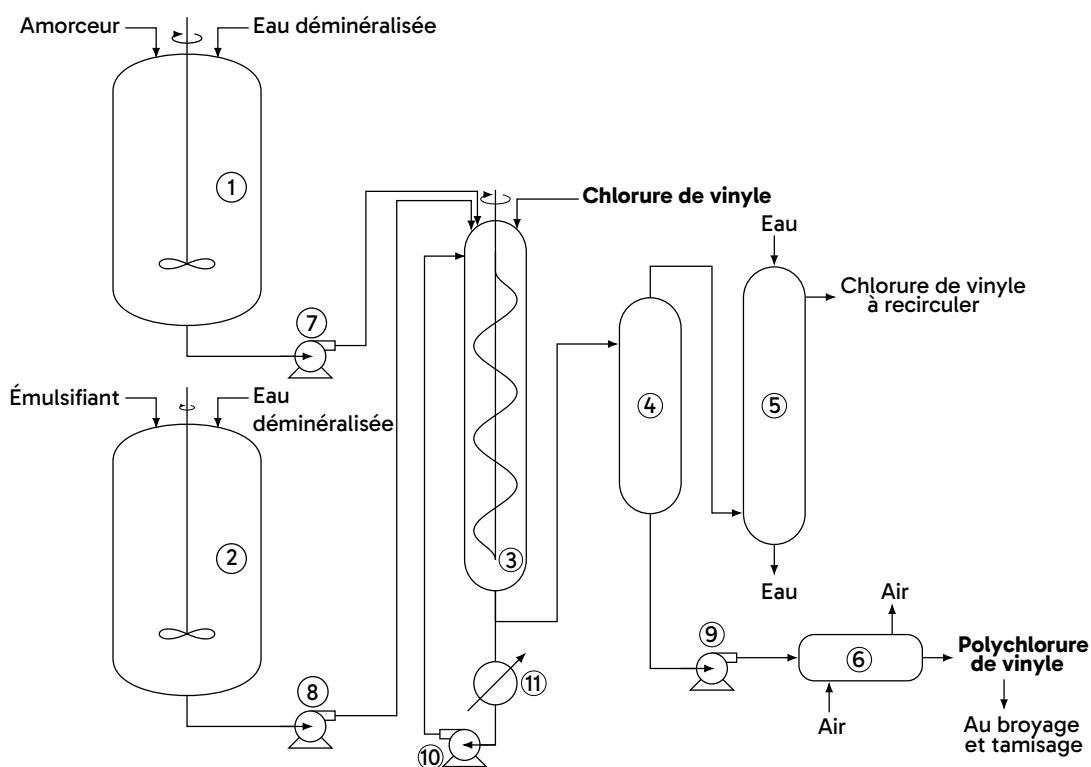 Amorceur
Eau déminéralisée
1
7
Chlorure de vinyle
Eau
Chlorure de vinyle
à recirculer
Émulsifiant
Eau
déminéralisée
4
5
2
3
Eau
Air
9
6
Polychlorure
de vinyle
8
11
10
Air
Au broyage
et tamisage